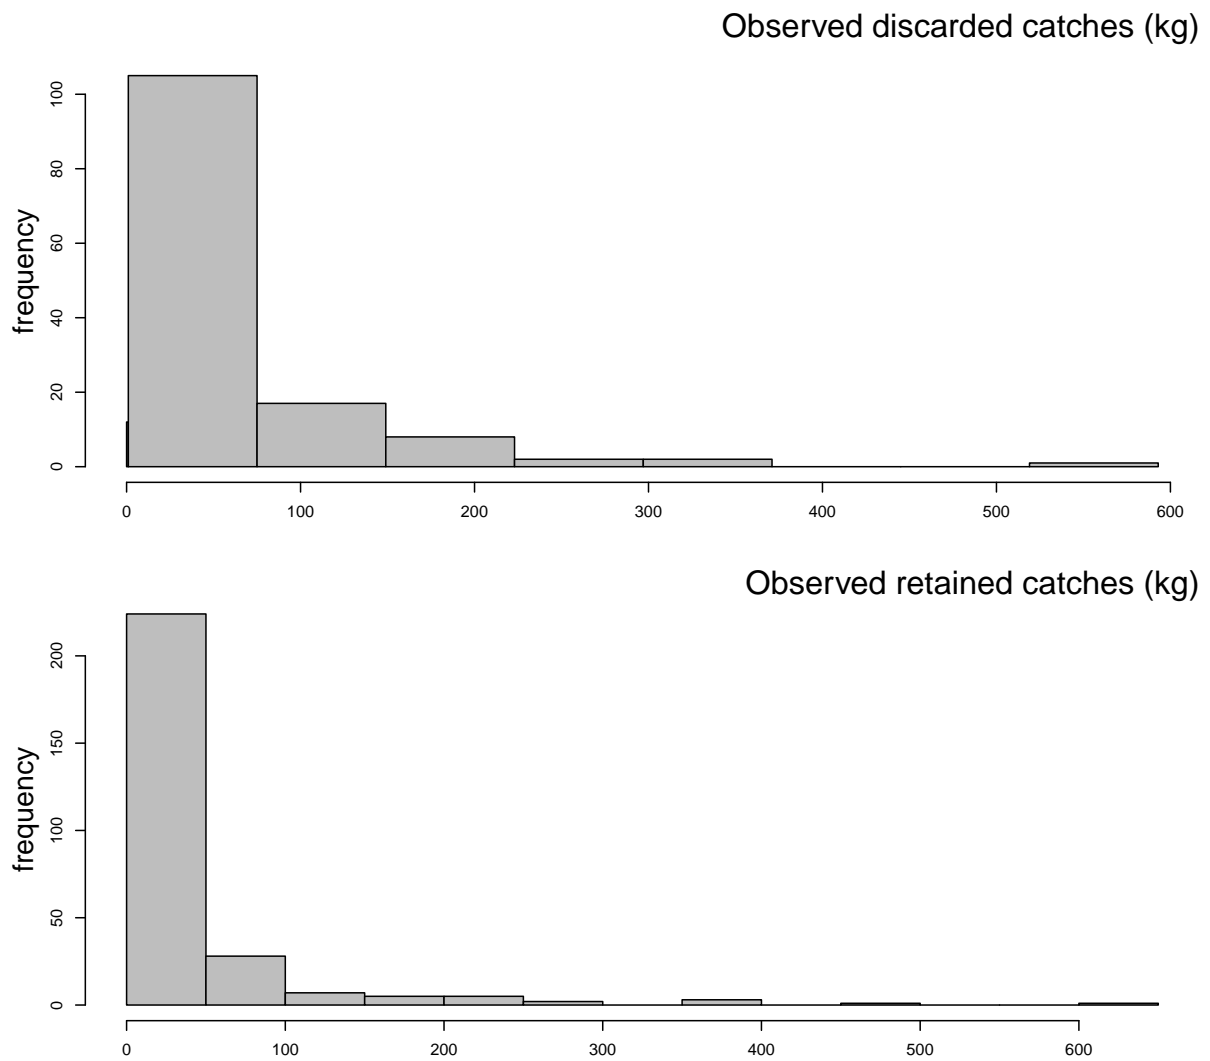 Observed discarded catches (kg)
frequency
0 20 40 60 80 100
0 100 200 300 400 500 600
Observed retained catches (kg)
frequency
0 50 100 150 200
0 100 200 300 400 500 600